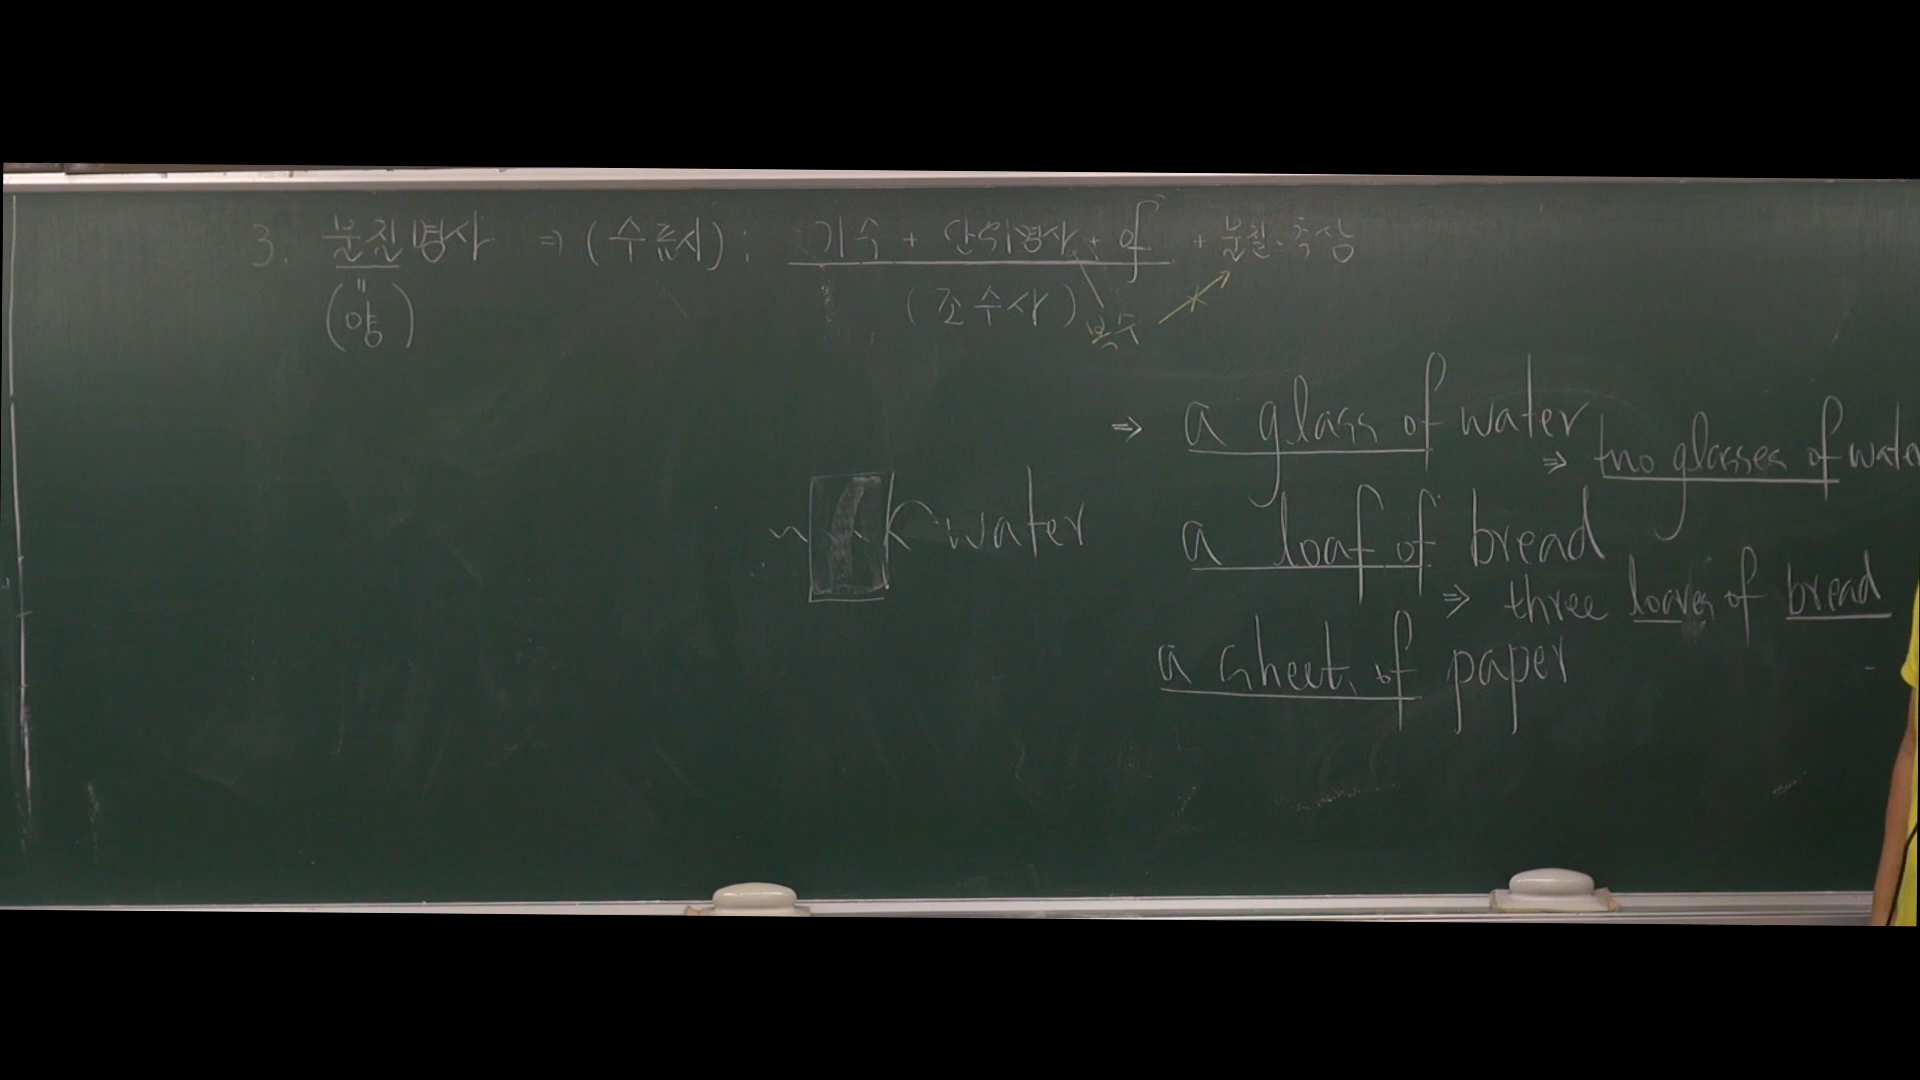 3. 물질명사 ⇒ (수표시) : 기수 + 단위명사 + of + 물질·추상
" (양)
(조수사) 복수
⇒ a glass of water
⇒ two glasses of water
water
a loaf of bread
⇒ three loaves of bread
a sheet of paper